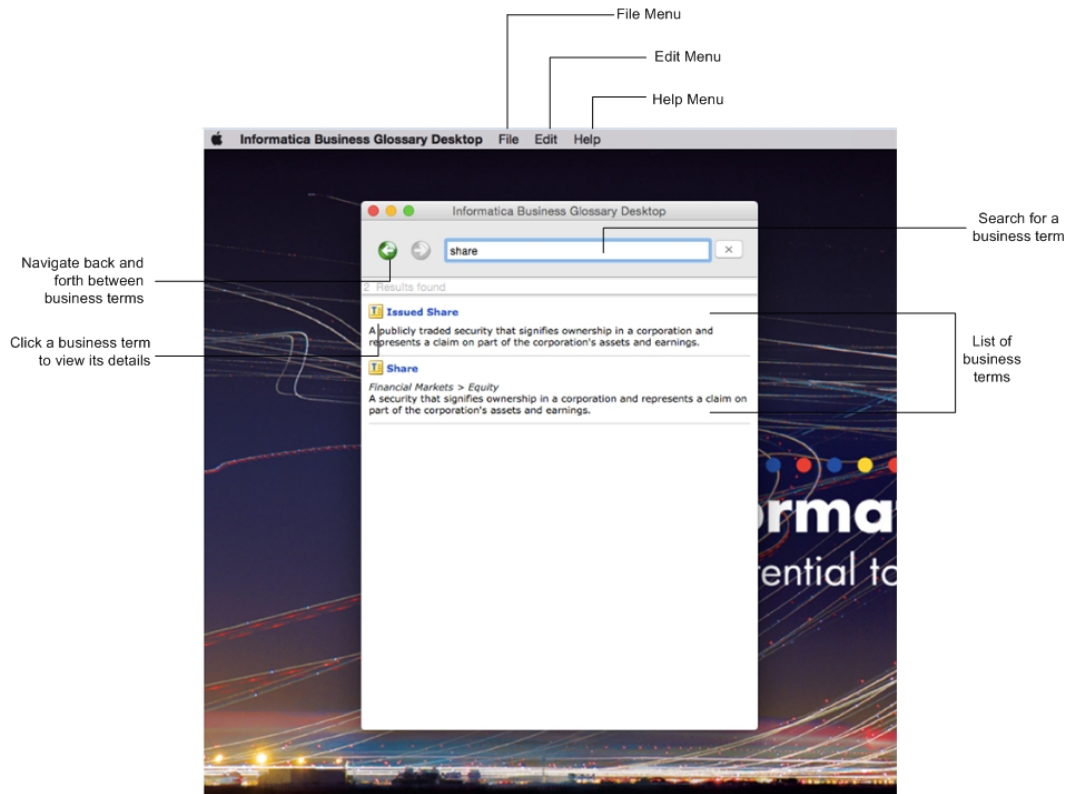 File Menu
Edit Menu
Help Menu
Informatica Business Glossary Desktop File Edit Help
Informatica Business Glossary Desktop
Search for a
business term
share
Navigate back and
forth between
business terms
2 Results found
Issued Share
A publicly traded security that signifies ownership in a corporation and
represents a claim on part of the corporation's assets and earnings.
Click a business term
to view its details
List of
business
terms
Share
Financial Markets > Equity
A security that signifies ownership in a corporation and represents a claim on
part of the corporation's assets and earnings.
orma
ential to